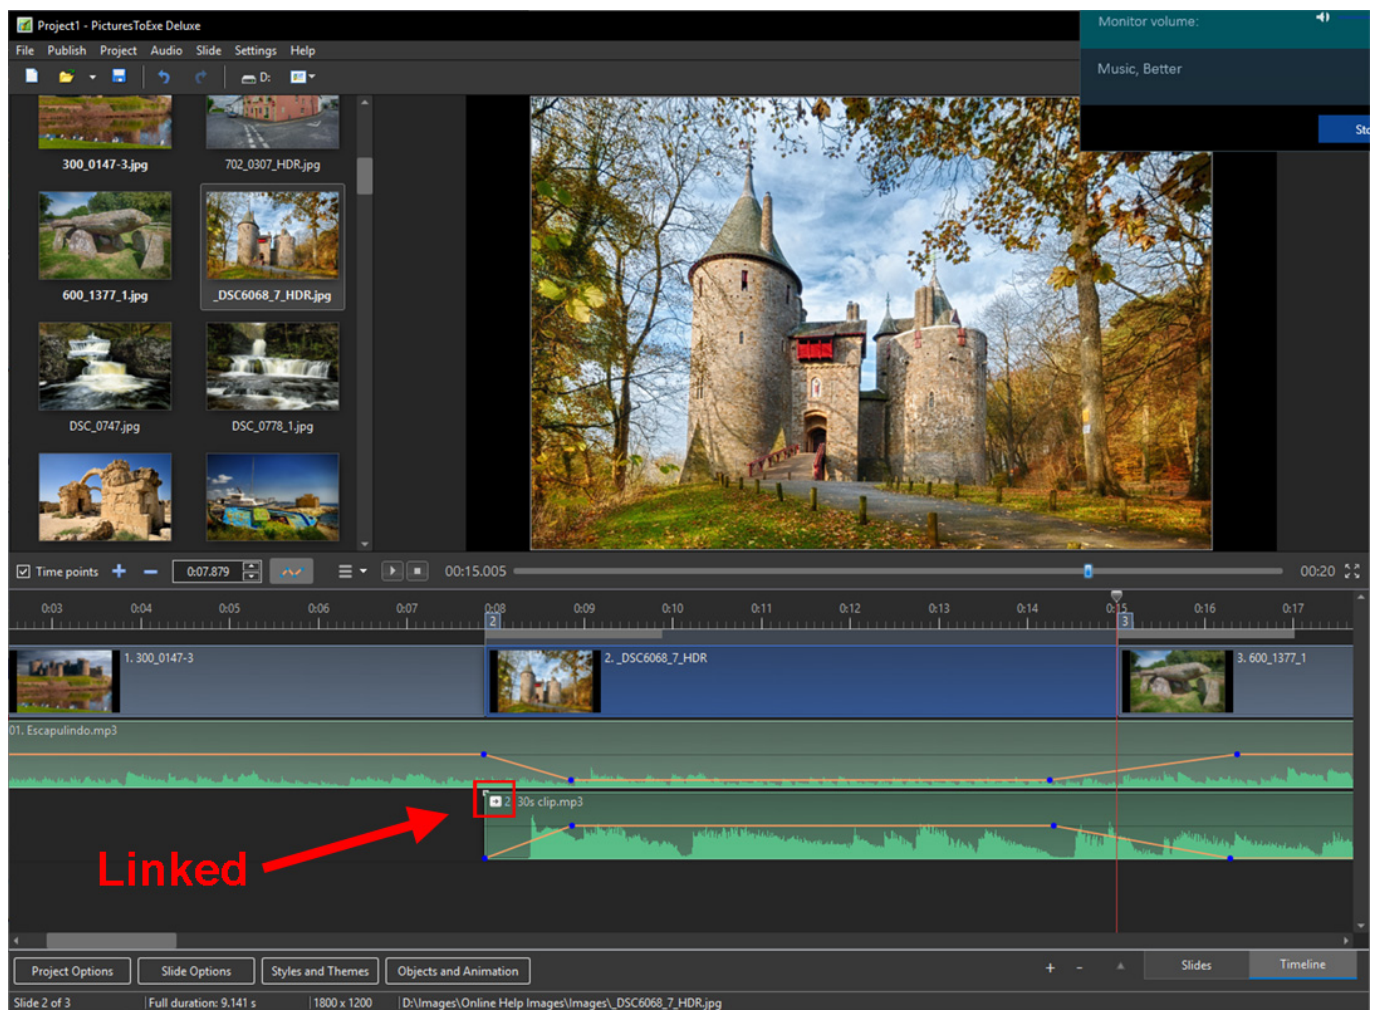 Project1 - PicturesToExe Deluxe
Monitor volume:
File Publish Project Audio Slide Settings Help
Music, Better
D:
300_0147-3.jpg
702_0307_HDR.jpg
600_1377_1.jpg
_DSC6068_7_HDR.jpg
DSC_0747.jpg
DSC_0778_1.jpg
Time points
0:07.879
00:15.005
00:20
0:03 0:04 0:05 0:06 0:07 0:08 0:09 0:10 0:11 0:12 0:13 0:14 0:15 0:16 0:17
2
3
1. 300_0147-3
2. _DSC6068_7_HDR
3. 600_1377_1
01. Escapulindo.mp3
2 30s clip.mp3
Linked
Project Options
Slide Options
Styles and Themes
Objects and Animation
+ -
Slides
Timeline
Slide 2 of 3
Full duration: 9.141 s
1800 x 1200
D:\Images\Online Help Images\Images\_DSC6068_7_HDR.jpg